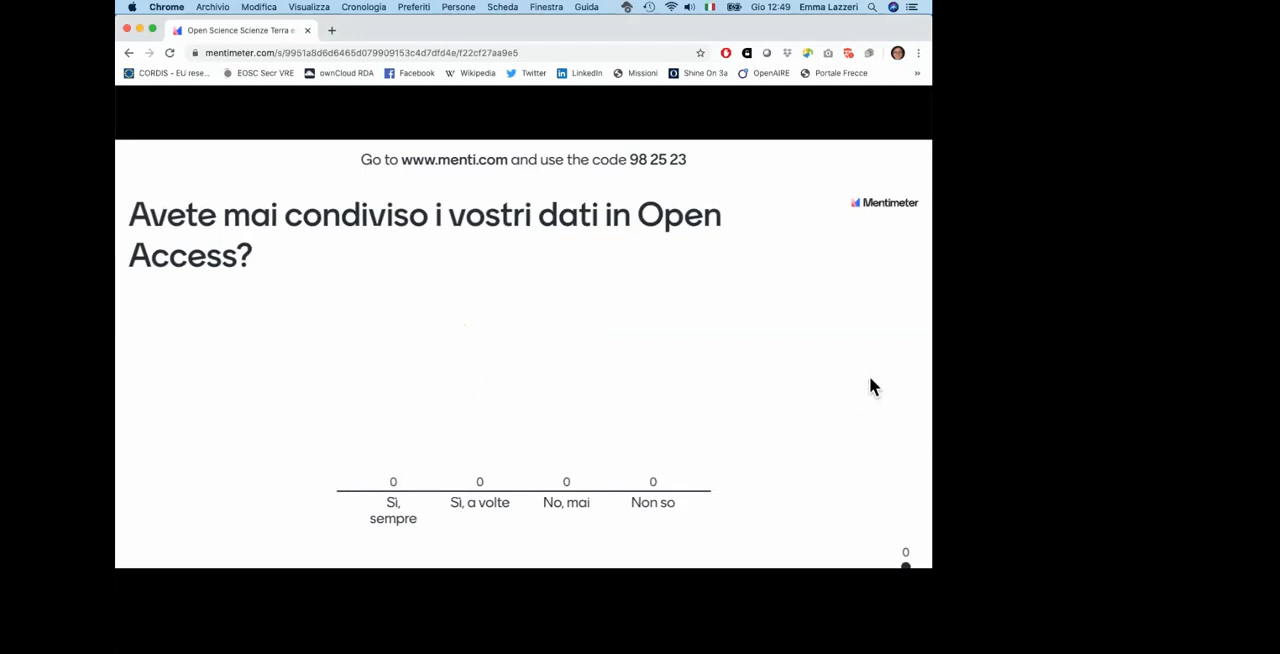 Chrome Archivio Modifica Visualizza Cronologia Preferiti Persone Scheda Finestra Guida Gio 12:49 Emma Lazzeri
Open Science Scienze Terra e
mentimeter.com/s/9951a8d6d6465d079909153c4d7dfd4e/f22cf27aa9e5
CORDIS - EU rese... EOSC Secr VRE ownCloud RDA Facebook Wikipedia Twitter LinkedIn Missioni Shine On 3a OpenAIRE Portale Frecce »
Go to www.menti.com and use the code 98 25 23
Mentimeter
Avete mai condiviso i vostri dati in Open
Access?
0 0 0 0
Sì, Sì, a volte No, mai Non so
sempre
0